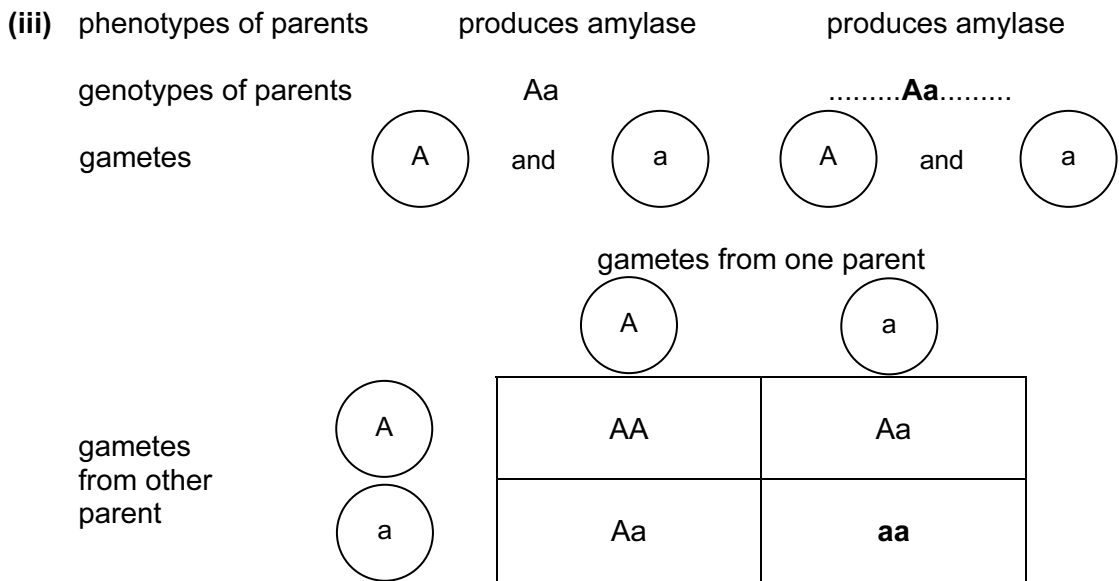 (iii) phenotypes of parents produces amylase produces amylase
genotypes of parents Aa .........Aa.........
gametes A and a A and a
gametes from one parent
A a
A AA Aa
gametes
from other
parent
a Aa aa